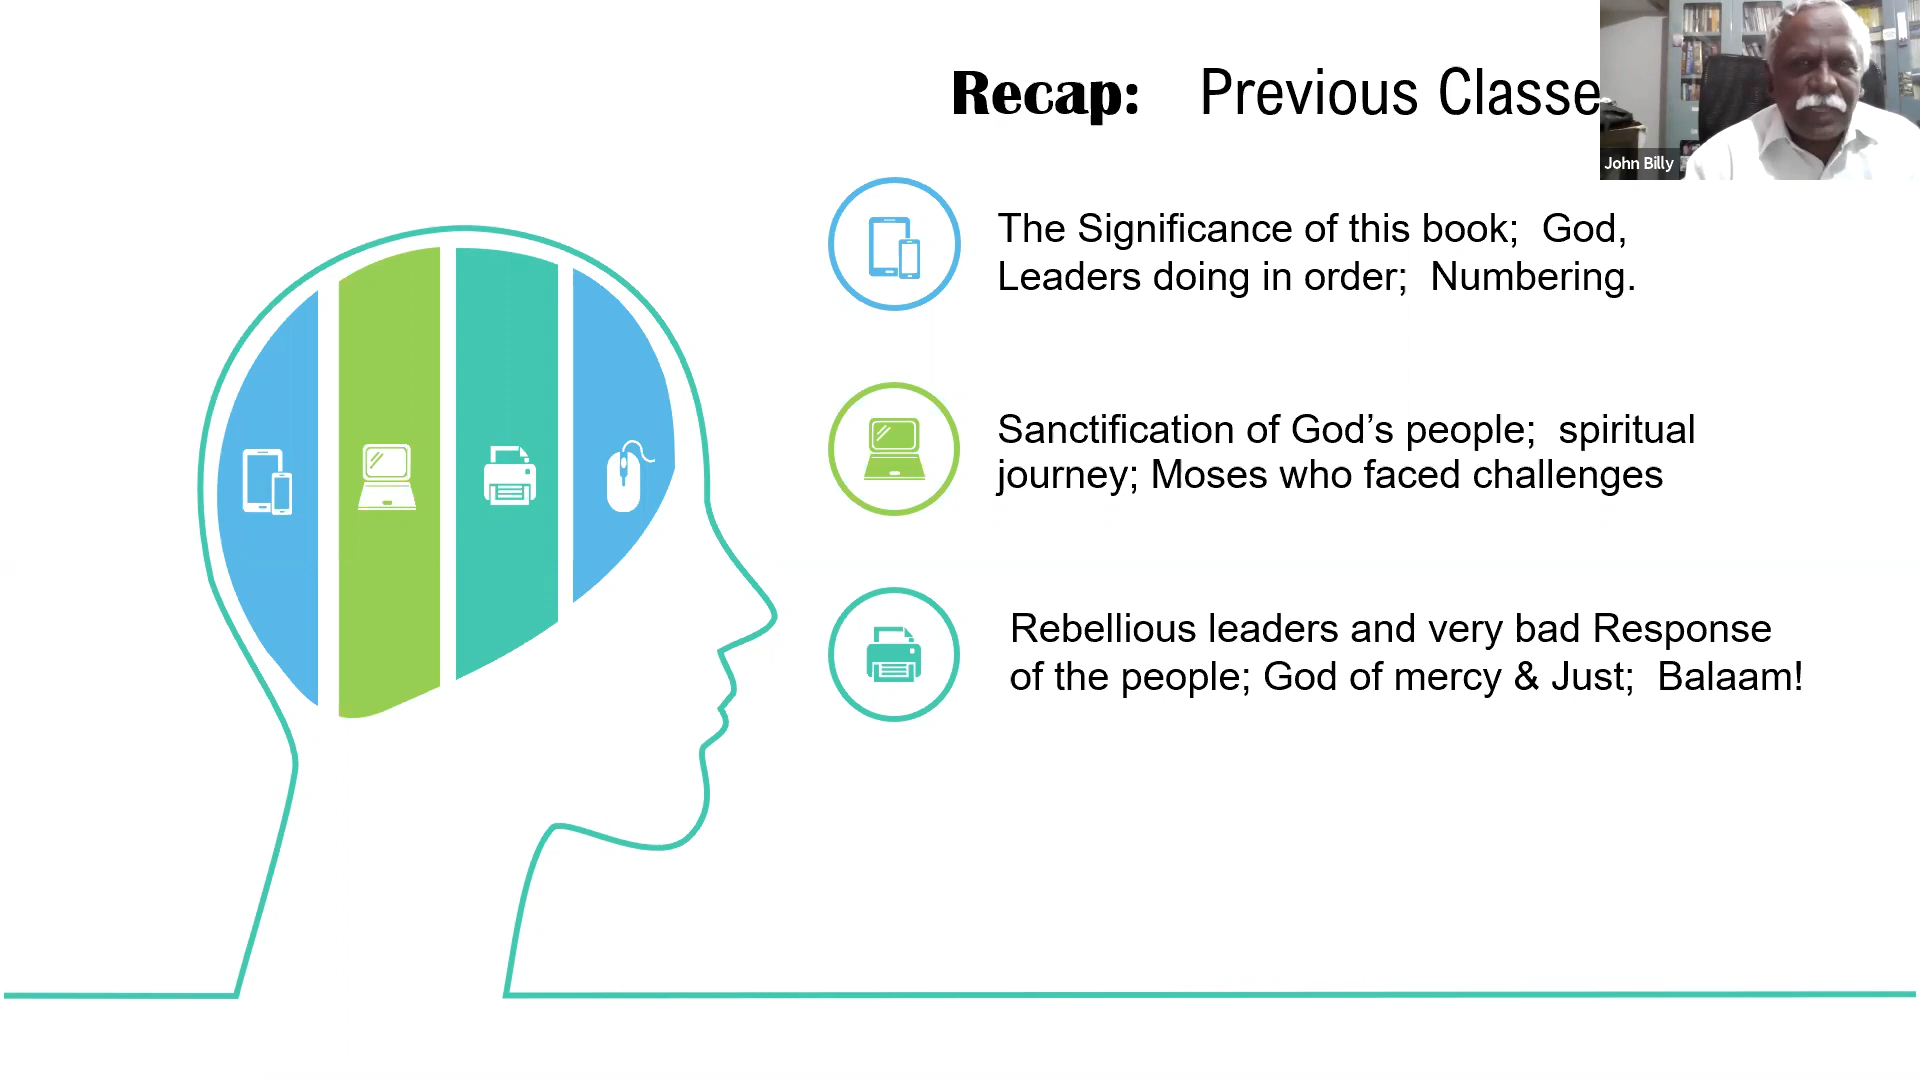 Recap: Previous Classe
John Billy
The Significance of this book; God,
Leaders doing in order; Numbering.
Sanctification of God’s people; spiritual
journey; Moses who faced challenges
Rebellious leaders and very bad Response
of the people; God of mercy & Just; Balaam!